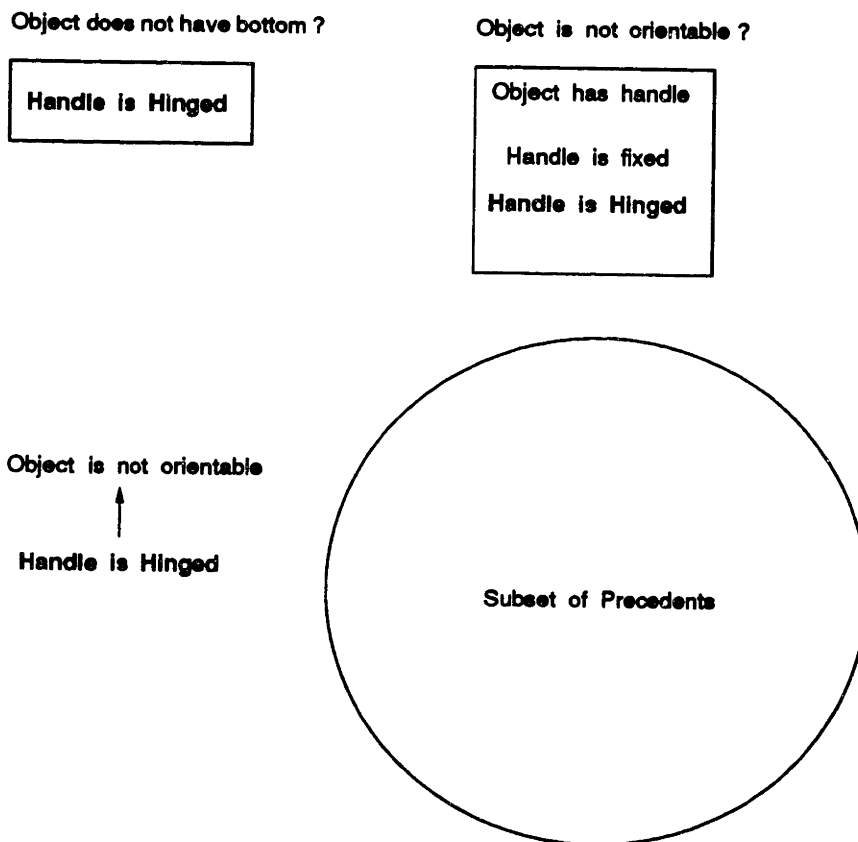 Object does not have bottom ?
Handle is Hinged
Object is not orientable ?
Object has handle
Handle is fixed
Handle is Hinged
Object is not orientable
Handle is Hinged
Subset of Precedents